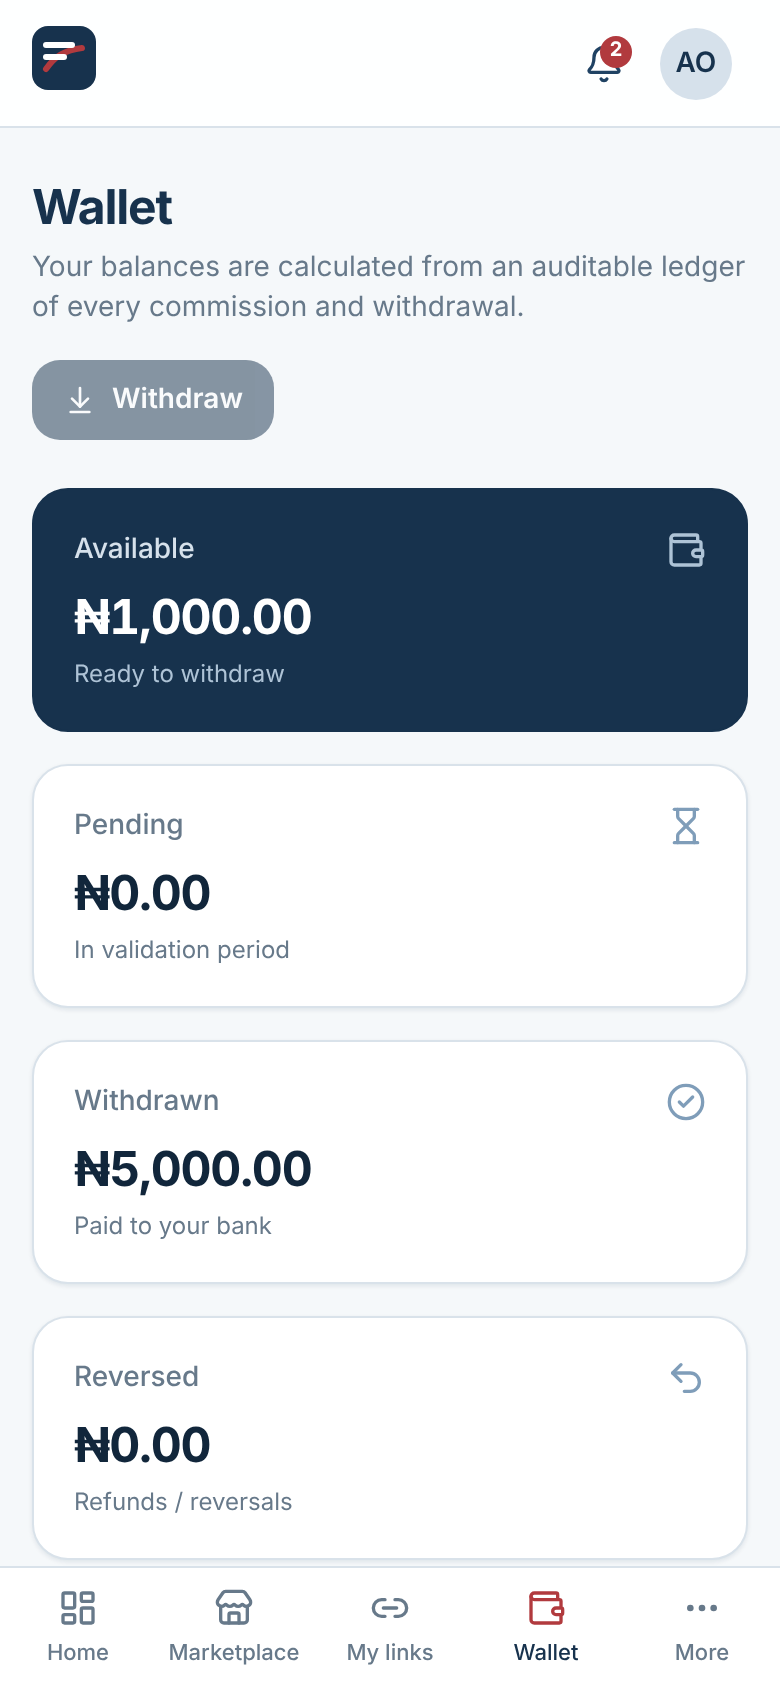 2
AO
Wallet
Your balances are calculated from an auditable ledger
of every commission and withdrawal.
Withdraw
Available
₦1,000.00
Ready to withdraw
Pending
₦0.00
In validation period
Withdrawn
₦5,000.00
Paid to your bank
Reversed
₦0.00
Refunds / reversals
Home
Marketplace
My links
Wallet
More